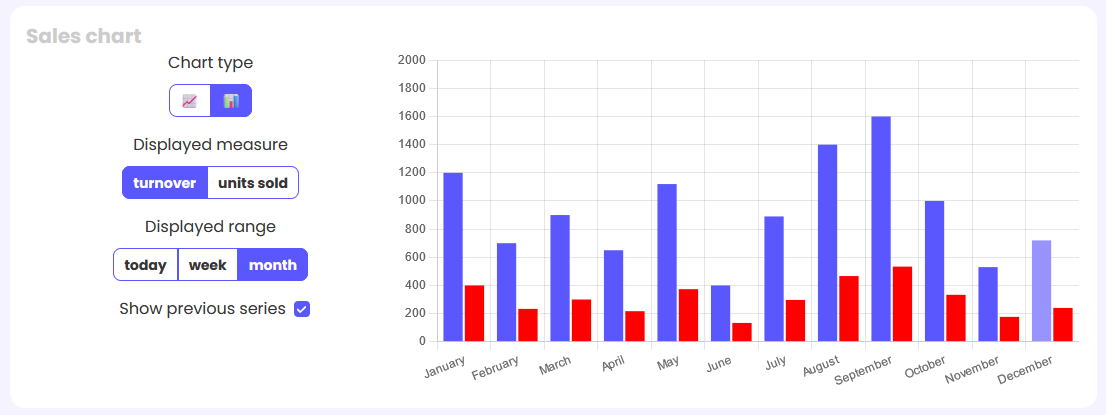 Sales chart
Chart type
Displayed measure
turnover units sold
Displayed range
today week month
Show previous series
2000
1800
1600
1400
1200
1000
800
600
400
200
0
January February March April May June July August September October November December